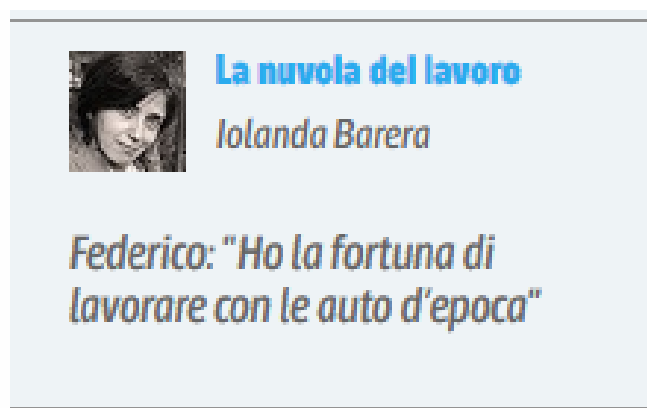 La nuvola del lavoro
Iolanda Barera
Federico: "Ho la fortuna di
lavorare con le auto d'epoca"